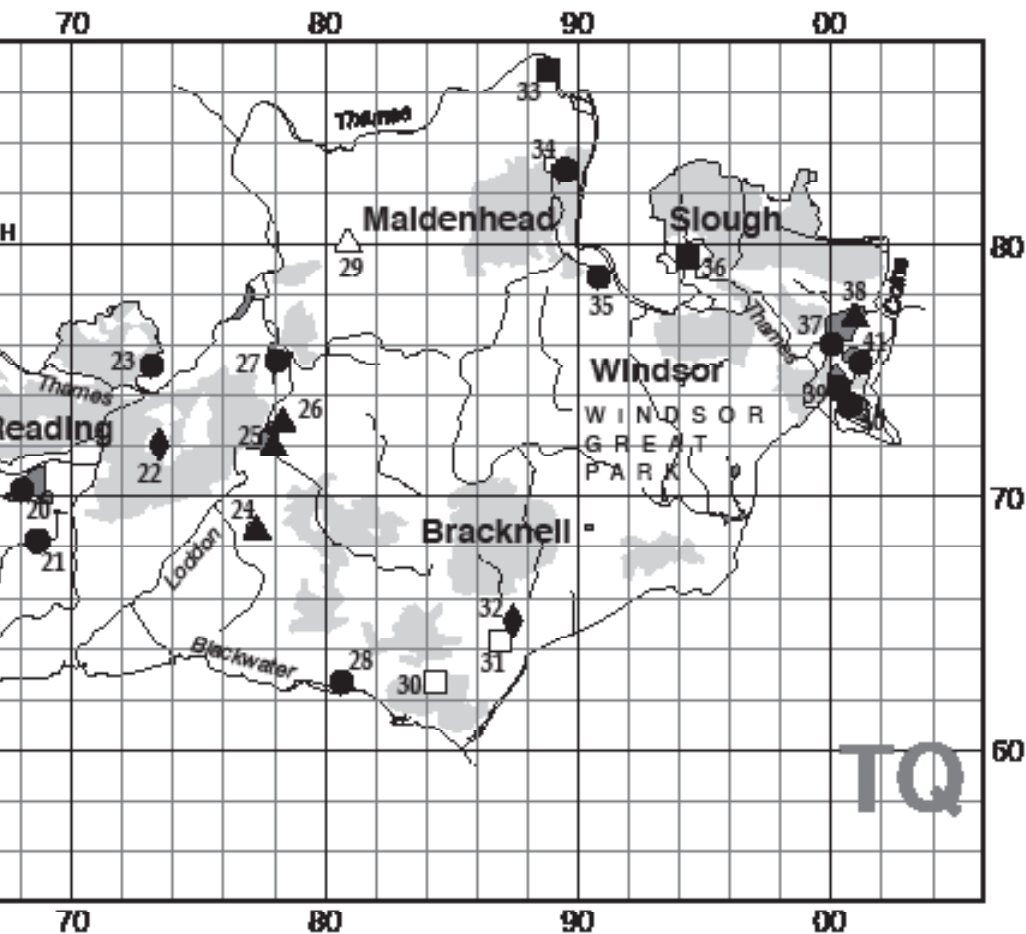 70 80 90 00
33
Thames
34
Maidenhead
Slough
H
80
29
36
35
38
37
Thames
41
23
27
Windsor
Thames
39
WINDSOR
26
Reading
25
GREAT
22
PARK
70
20
24
Bracknell
21
Loddon
32
31
Blackwater
28
30
60
TQ
70 80 90 00